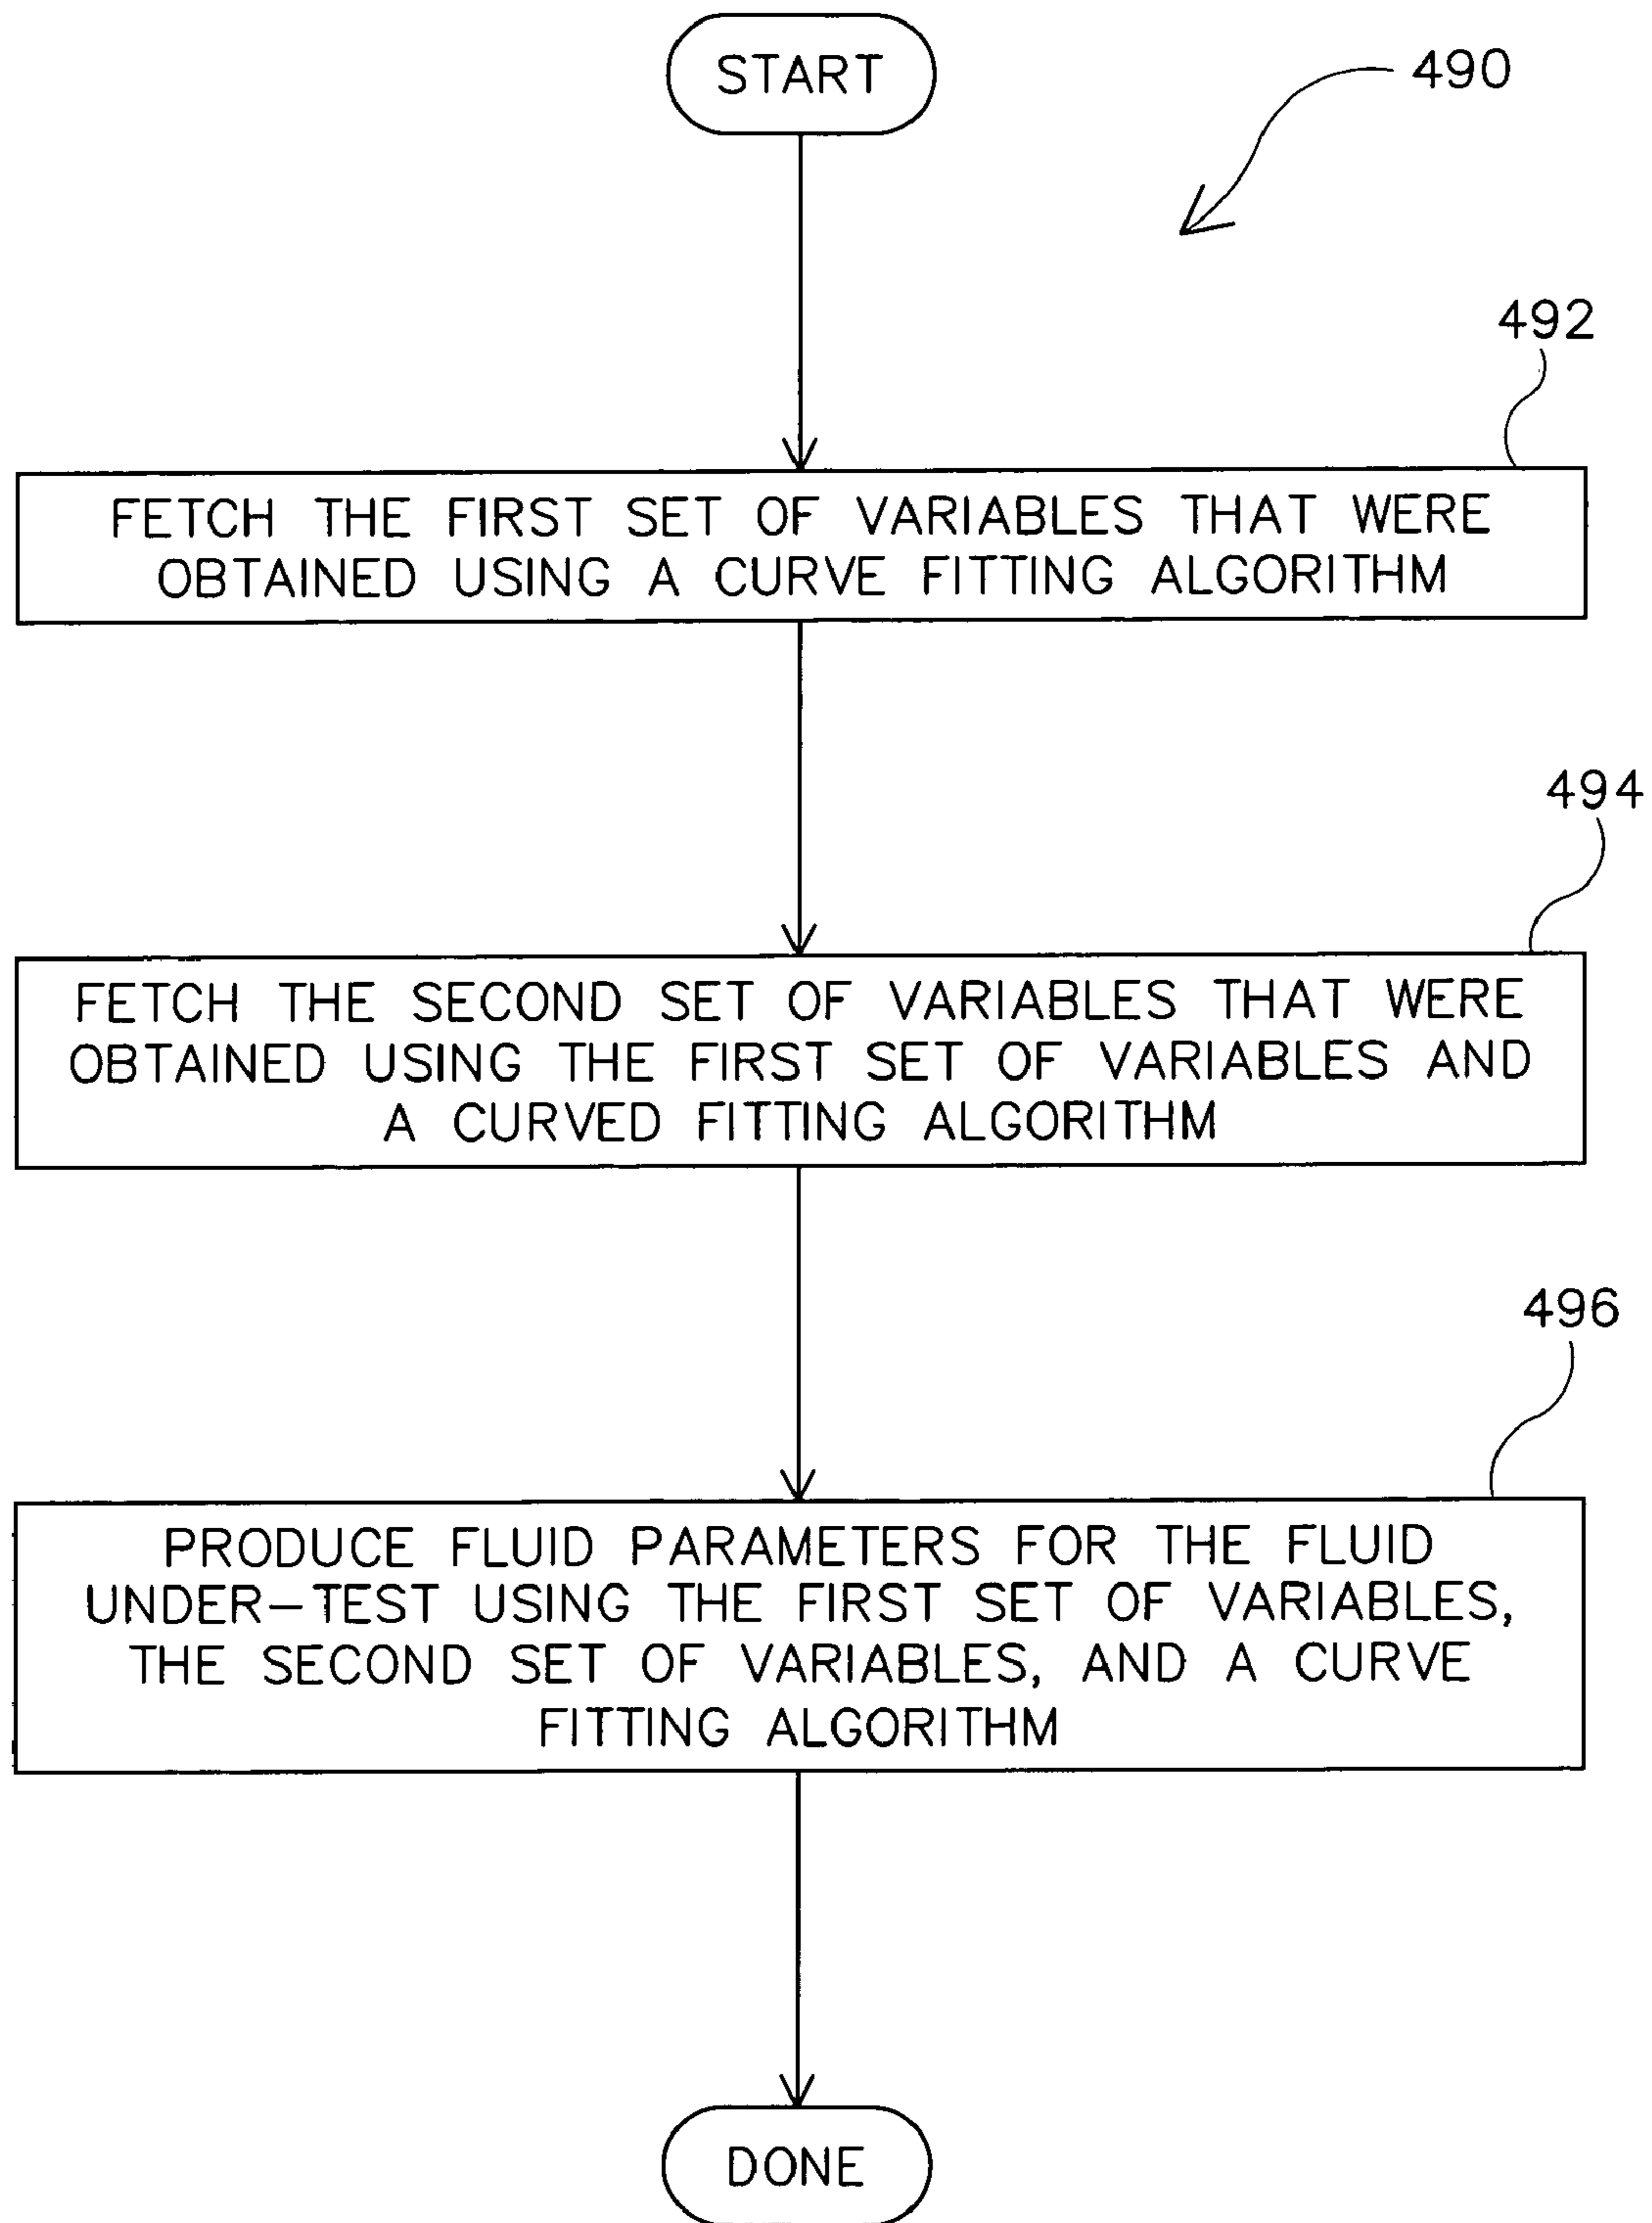 START
490
492
FETCH THE FIRST SET OF VARIABLES THAT WERE
OBTAINED USING A CURVE FITTING ALGORITHM
494
FETCH THE SECOND SET OF VARIABLES THAT WERE
OBTAINED USING THE FIRST SET OF VARIABLES AND
A CURVED FITTING ALGORITHM
496
PRODUCE FLUID PARAMETERS FOR THE FLUID
UNDER-TEST USING THE FIRST SET OF VARIABLES,
THE SECOND SET OF VARIABLES, AND A CURVE
FITTING ALGORITHM
DONE